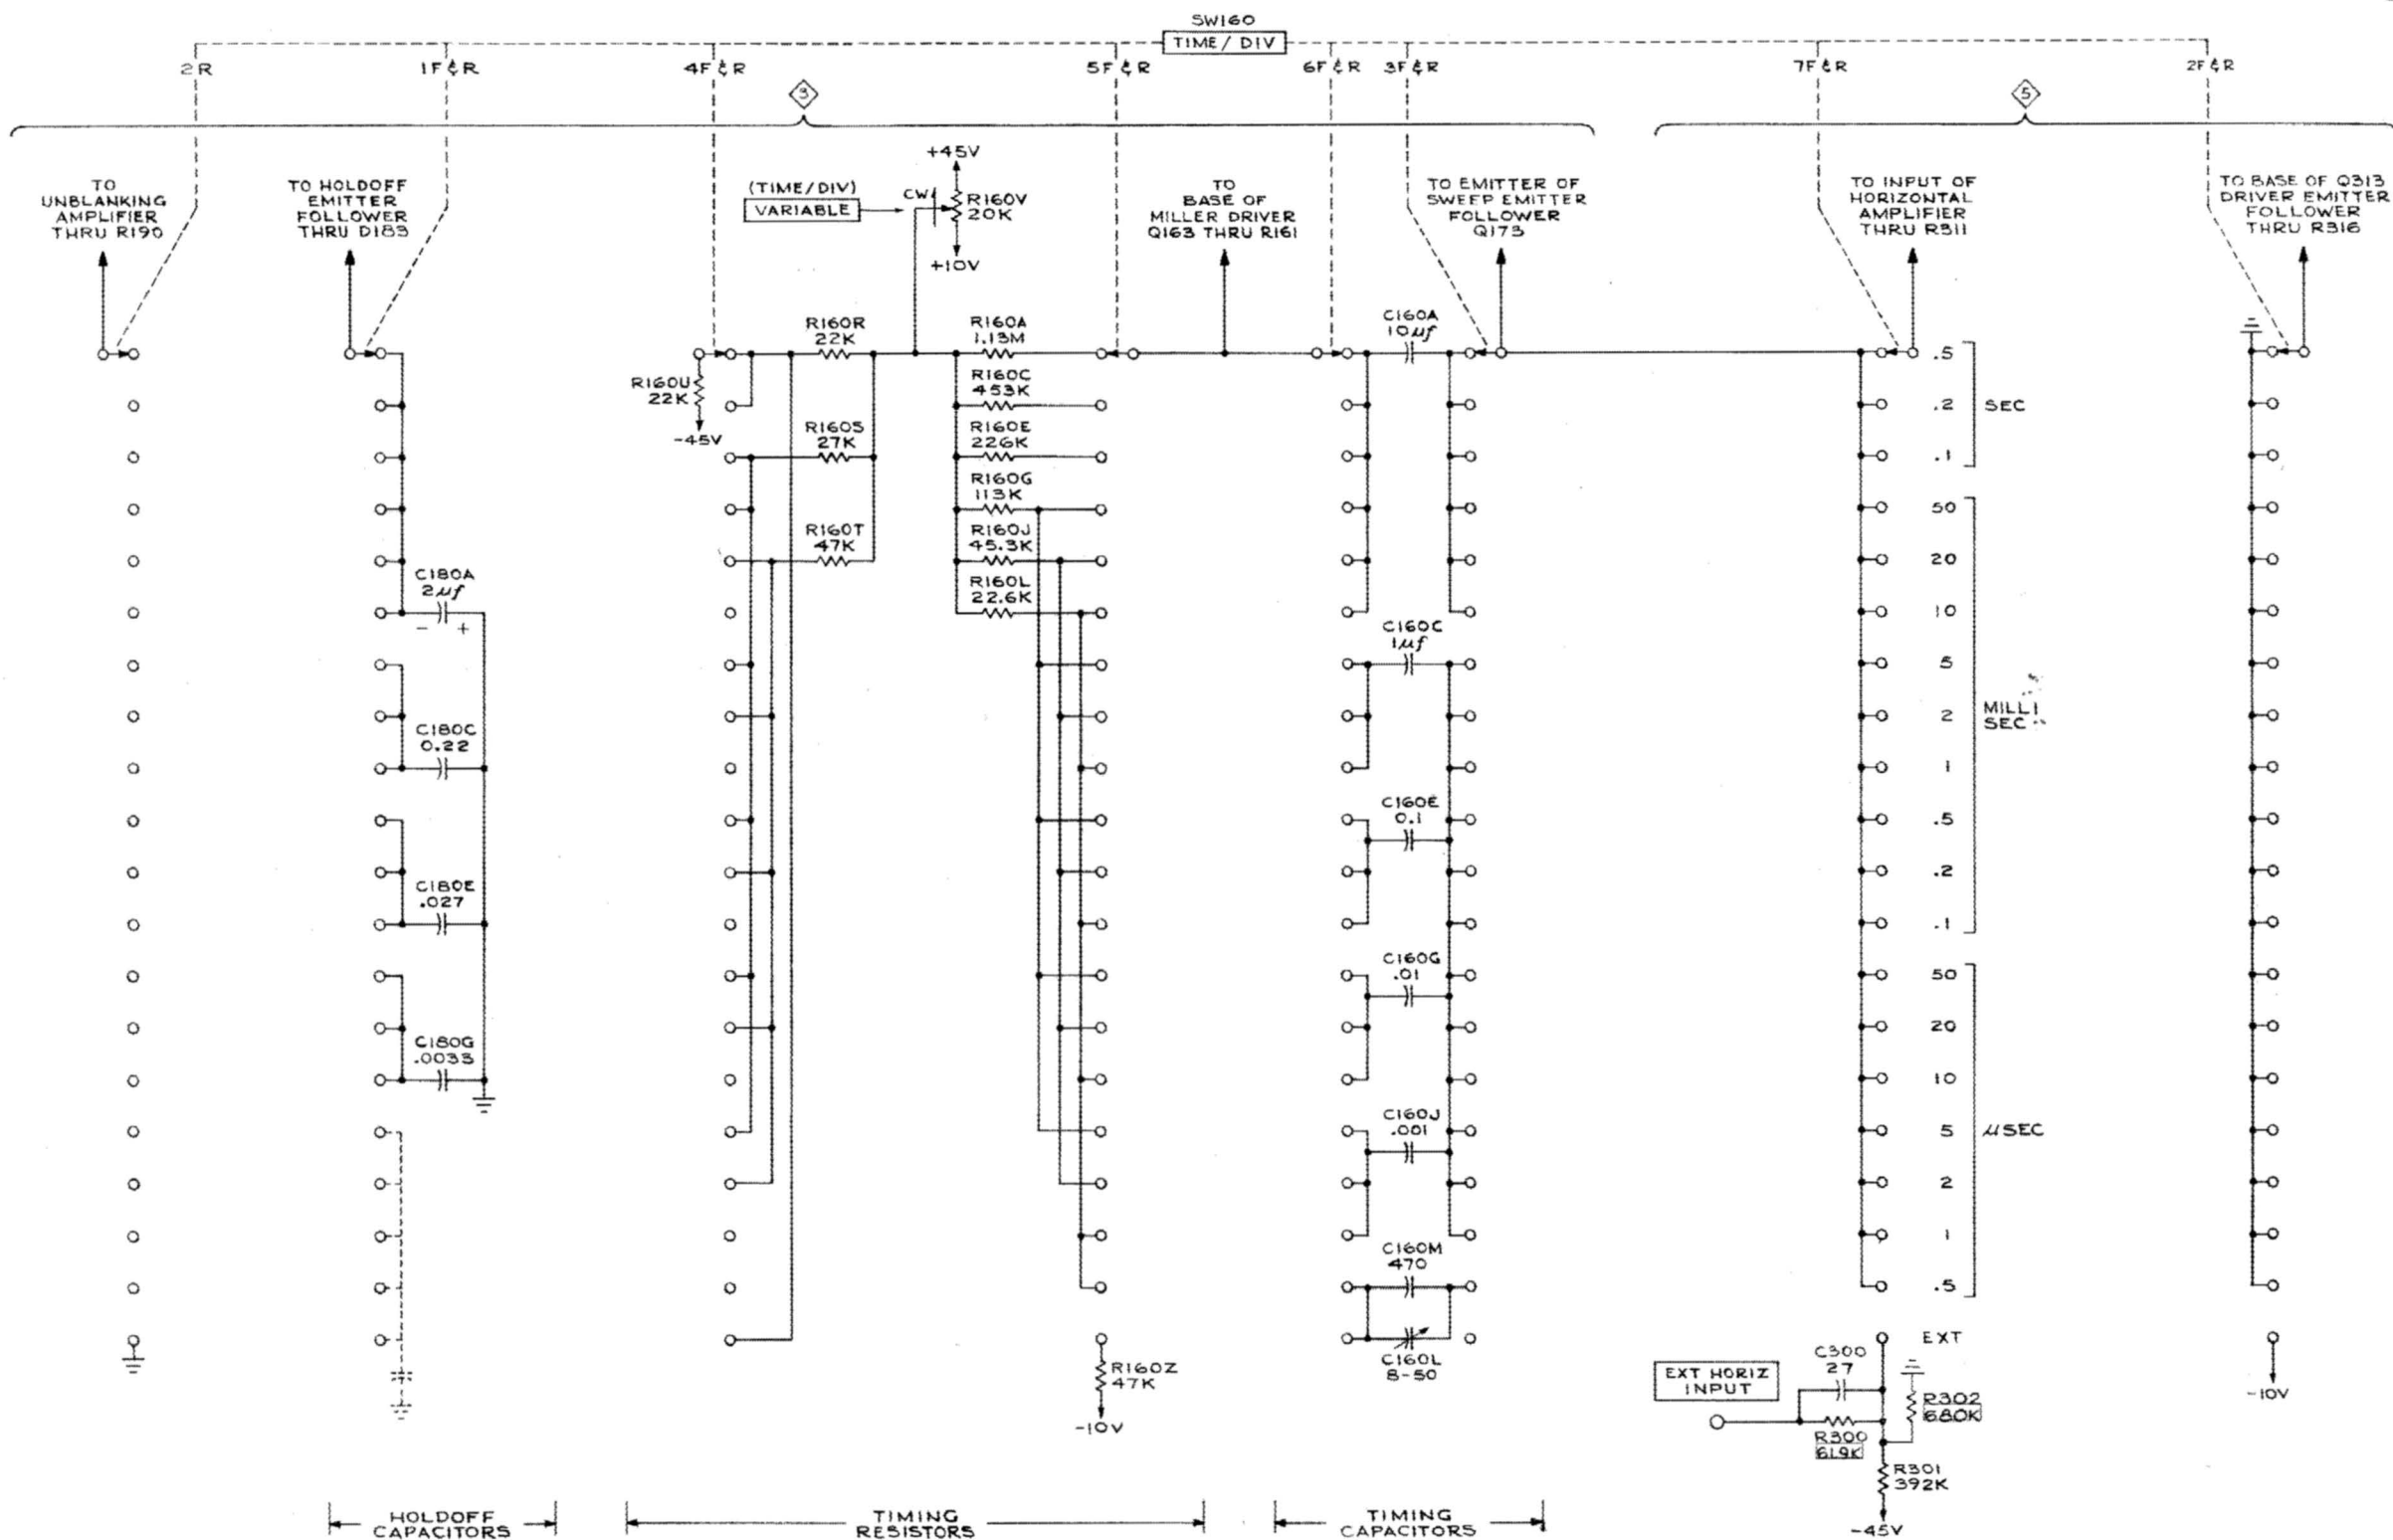 SW160
TIME/DIV
2R
1F&R
4F&R
5F&R
6F&R
3F&R
7F&R
2F&R
3
5
TO
UNBLANKING
AMPLIFIER
THRU R190
TO HOLDOFF
EMITTER
FOLLOWER
THRU D183
(TIME/DIV)
VARIABLE
+45V
CW
R160V
20K
+10V
TO
BASE OF
MILLER DRIVER
Q163 THRU R161
TO EMITTER OF
SWEEP EMITTER
FOLLOWER
Q173
TO INPUT OF
HORIZONTAL
AMPLIFIER
THRU R311
TO BASE OF Q313
DRIVER EMITTER
FOLLOWER
THRU R316
R160U
22K
-45V
R160R
22K
R160S
27K
R160T
47K
R160A
1.13M
R160C
453K
R160E
226K
R160G
113K
R160J
45.3K
R160L
22.6K
C180A
2µf
- +
C180C
0.22
C180E
.027
C180G
.0033
C160A
10µf
C160C
1µf
C160E
0.1
C160G
.01
C160J
.001
C160M
470
C160L
8-50
.5
.2
SEC
.1
50
20
10
5
2
MILLI
SEC
1
.5
.2
.1
50
20
10
5
µSEC
2
1
.5
EXT
R160Z
47K
-10V
EXT HORIZ
INPUT
C300
27
R302
680K
R300
619K
R301
392K
-45V
-10V
HOLDOFF
CAPACITORS
TIMING
RESISTORS
TIMING
CAPACITORS